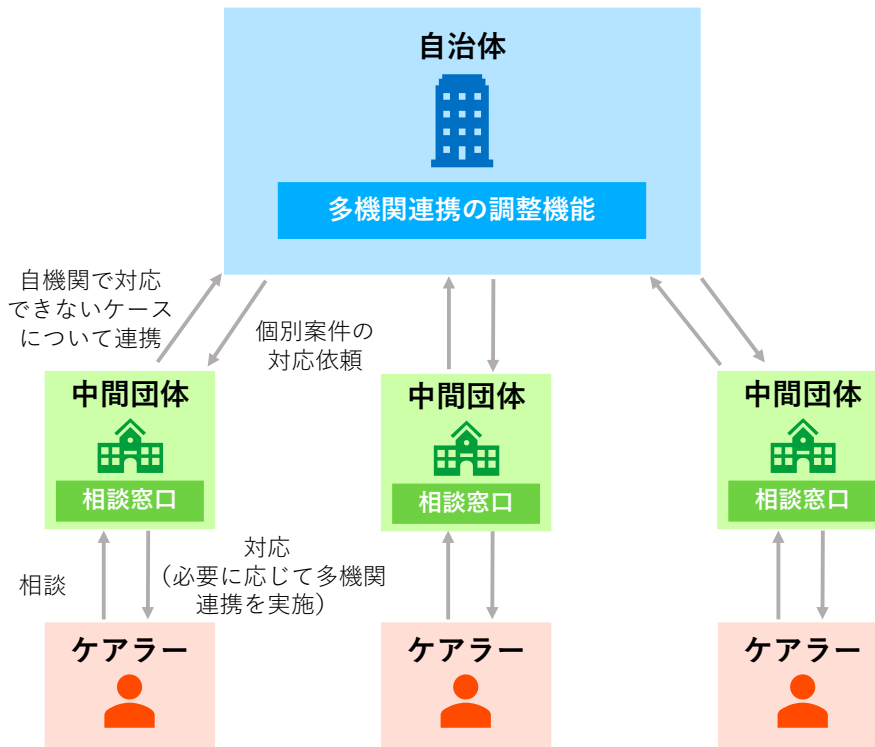 自治体
多機関連携の調整機能
自機関で対応
できないケース
について連携
個別案件の
対応依頼
中間団体
相談窓口
中間団体
相談窓口
中間団体
相談窓口
相談
対応
（必要に応じて多機関
連携を実施）
ケアラー
ケアラー
ケアラー